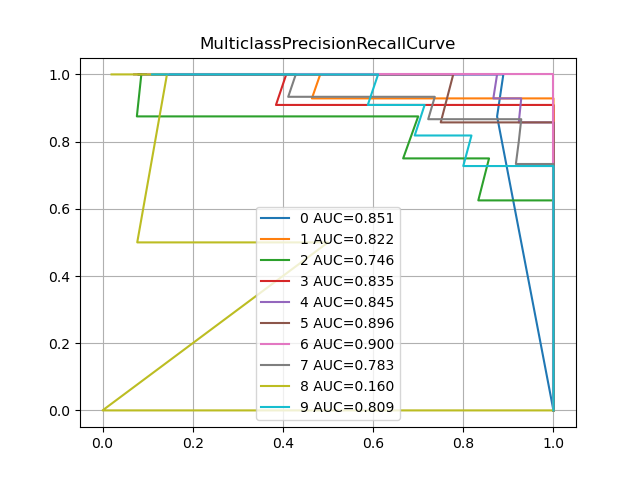 MulticlassPrecisionRecallCurve
1.0
0.8
0.6
0.4
0.2
0.0
0 AUC=0.851
1 AUC=0.822
2 AUC=0.746
3 AUC=0.835
4 AUC=0.845
5 AUC=0.896
6 AUC=0.900
7 AUC=0.783
8 AUC=0.160
9 AUC=0.809
0.0 0.2 0.4 0.6 0.8 1.0